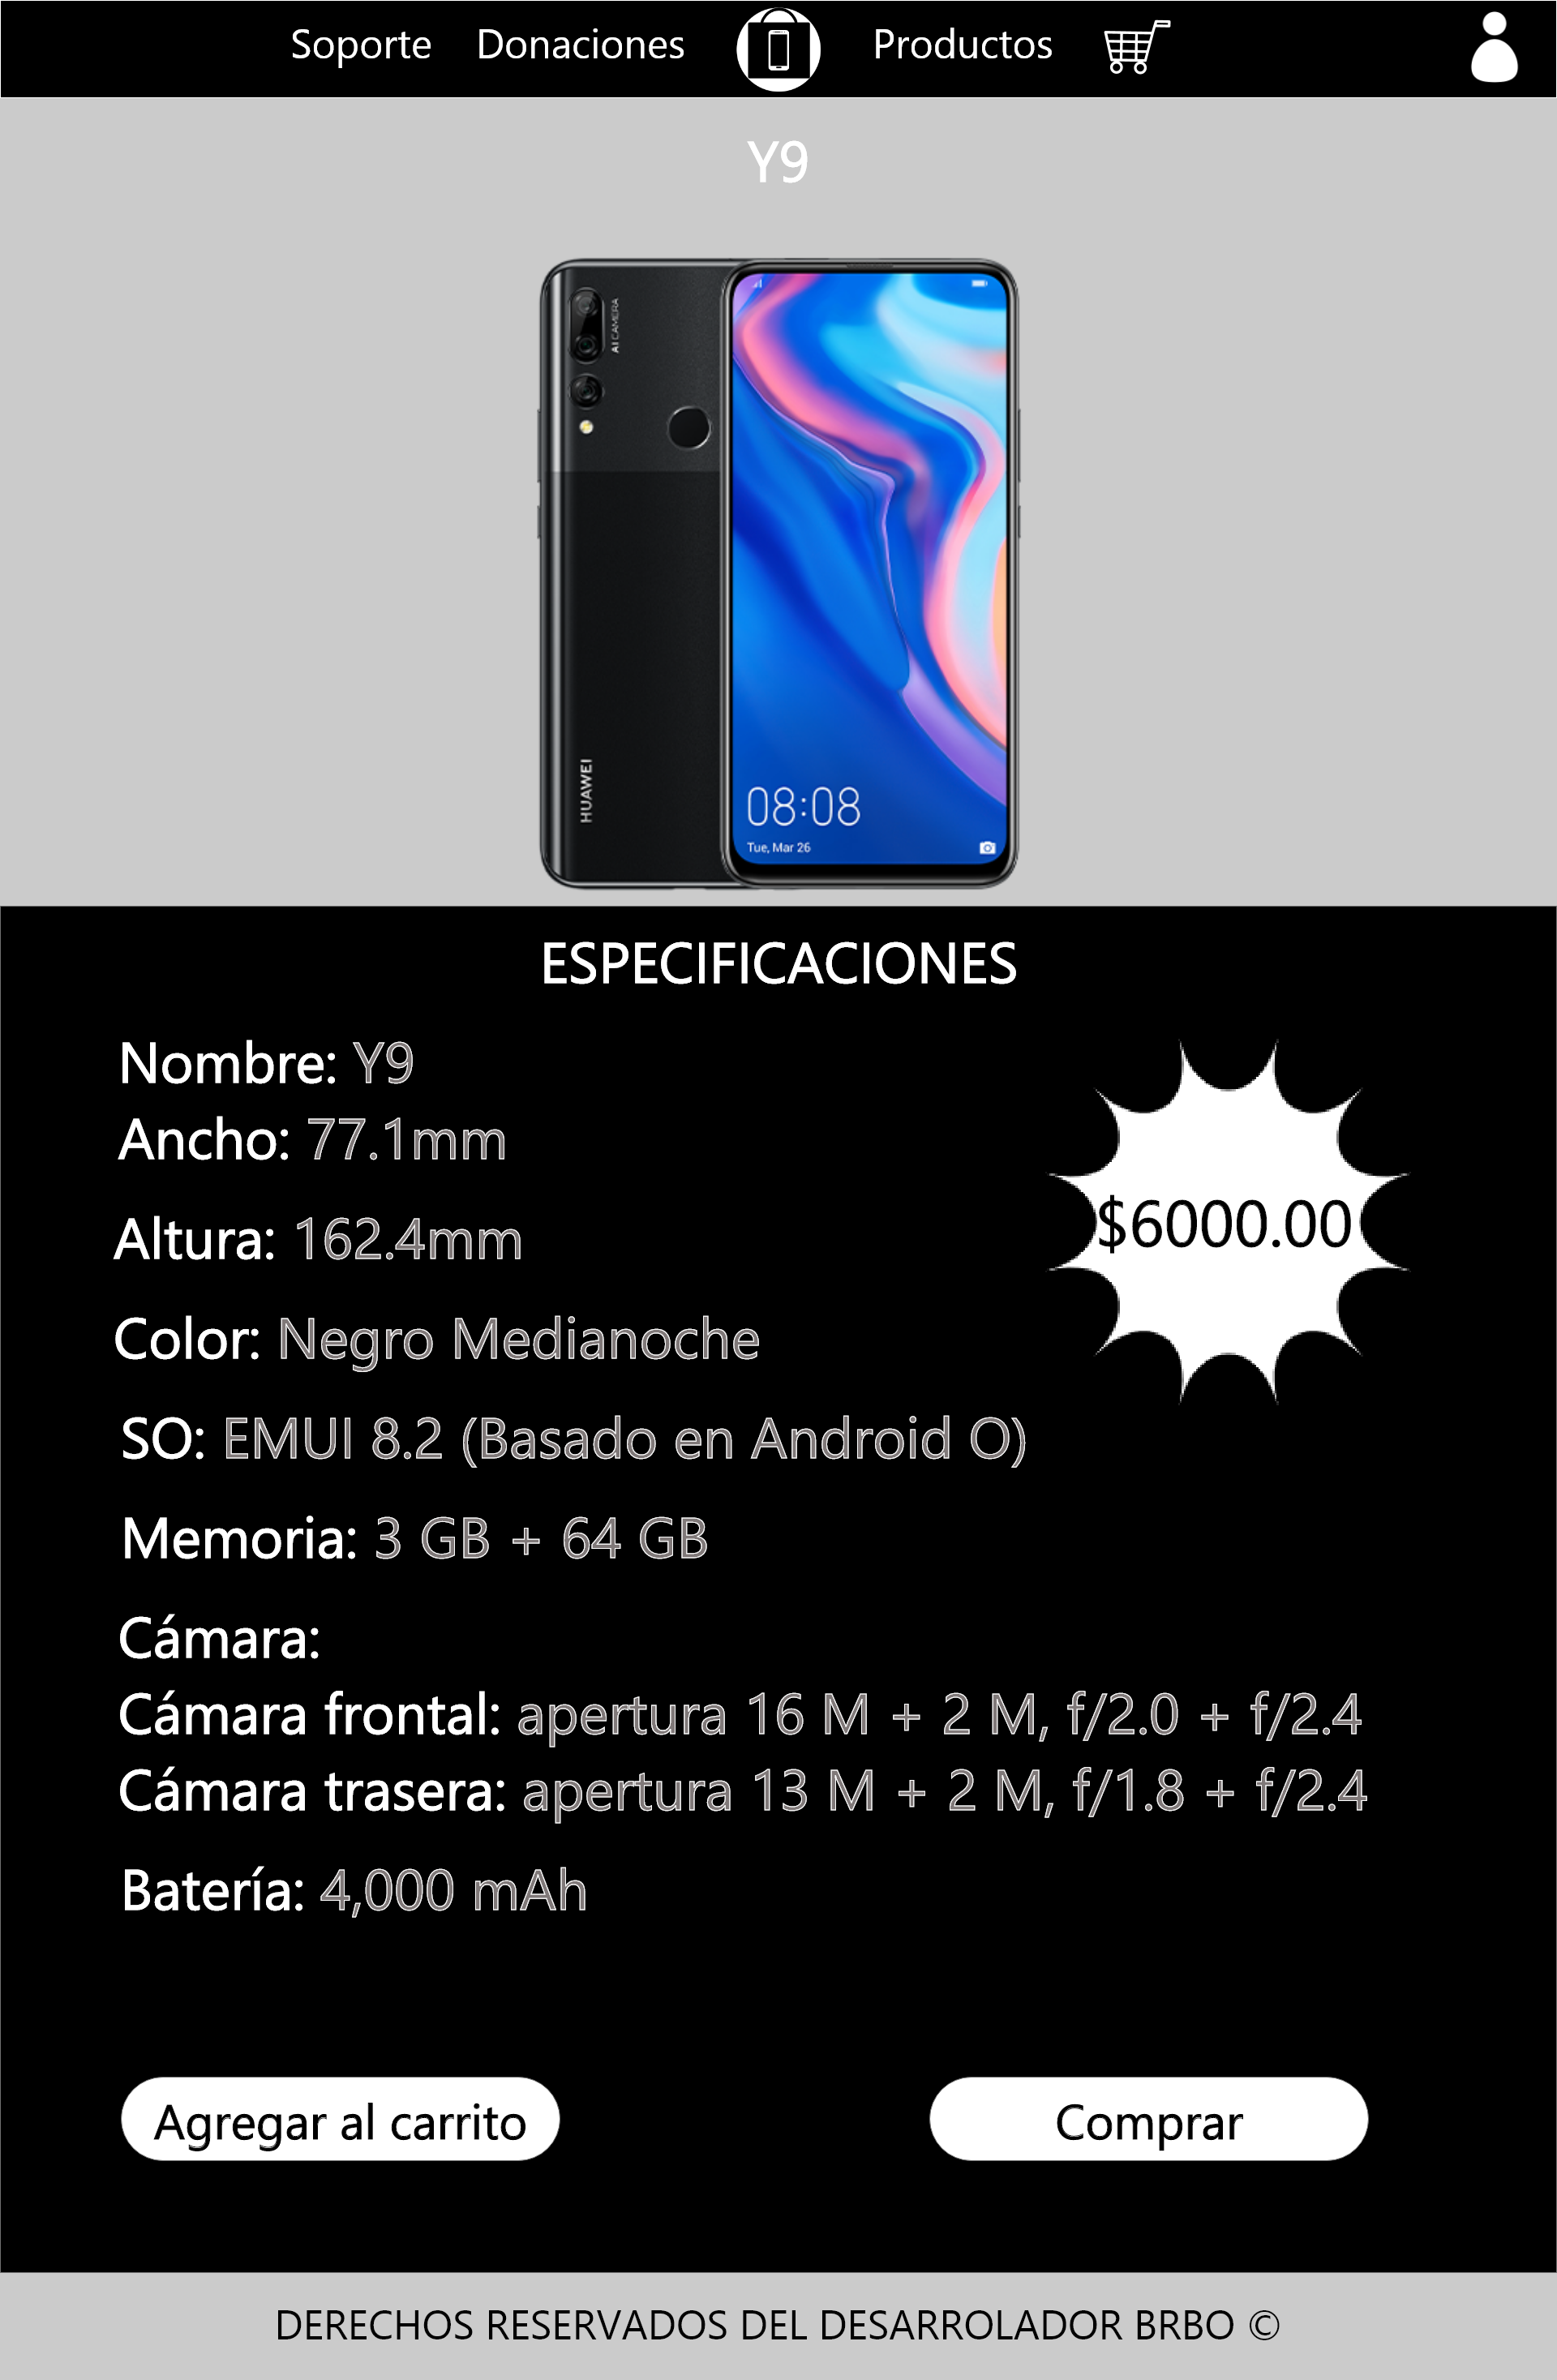 Soporte Donaciones Productos
Y9
AI CAMERA
HUAWEI
08:08
Tue, Mar 26
ESPECIFICACIONES
Nombre: Y9
Ancho: 77.1mm
$6000.00
Altura: 162.4mm
Color: Negro Medianoche
SO: EMUI 8.2 (Basado en Android O)
Memoria: 3 GB + 64 GB
Cámara:
Cámara frontal: apertura 16 M + 2 M, f/2.0 + f/2.4
Cámara trasera: apertura 13 M + 2 M, f/1.8 + f/2.4
Batería: 4,000 mAh
Agregar al carrito Comprar
DERECHOS RESERVADOS DEL DESARROLADOR BRBO ©